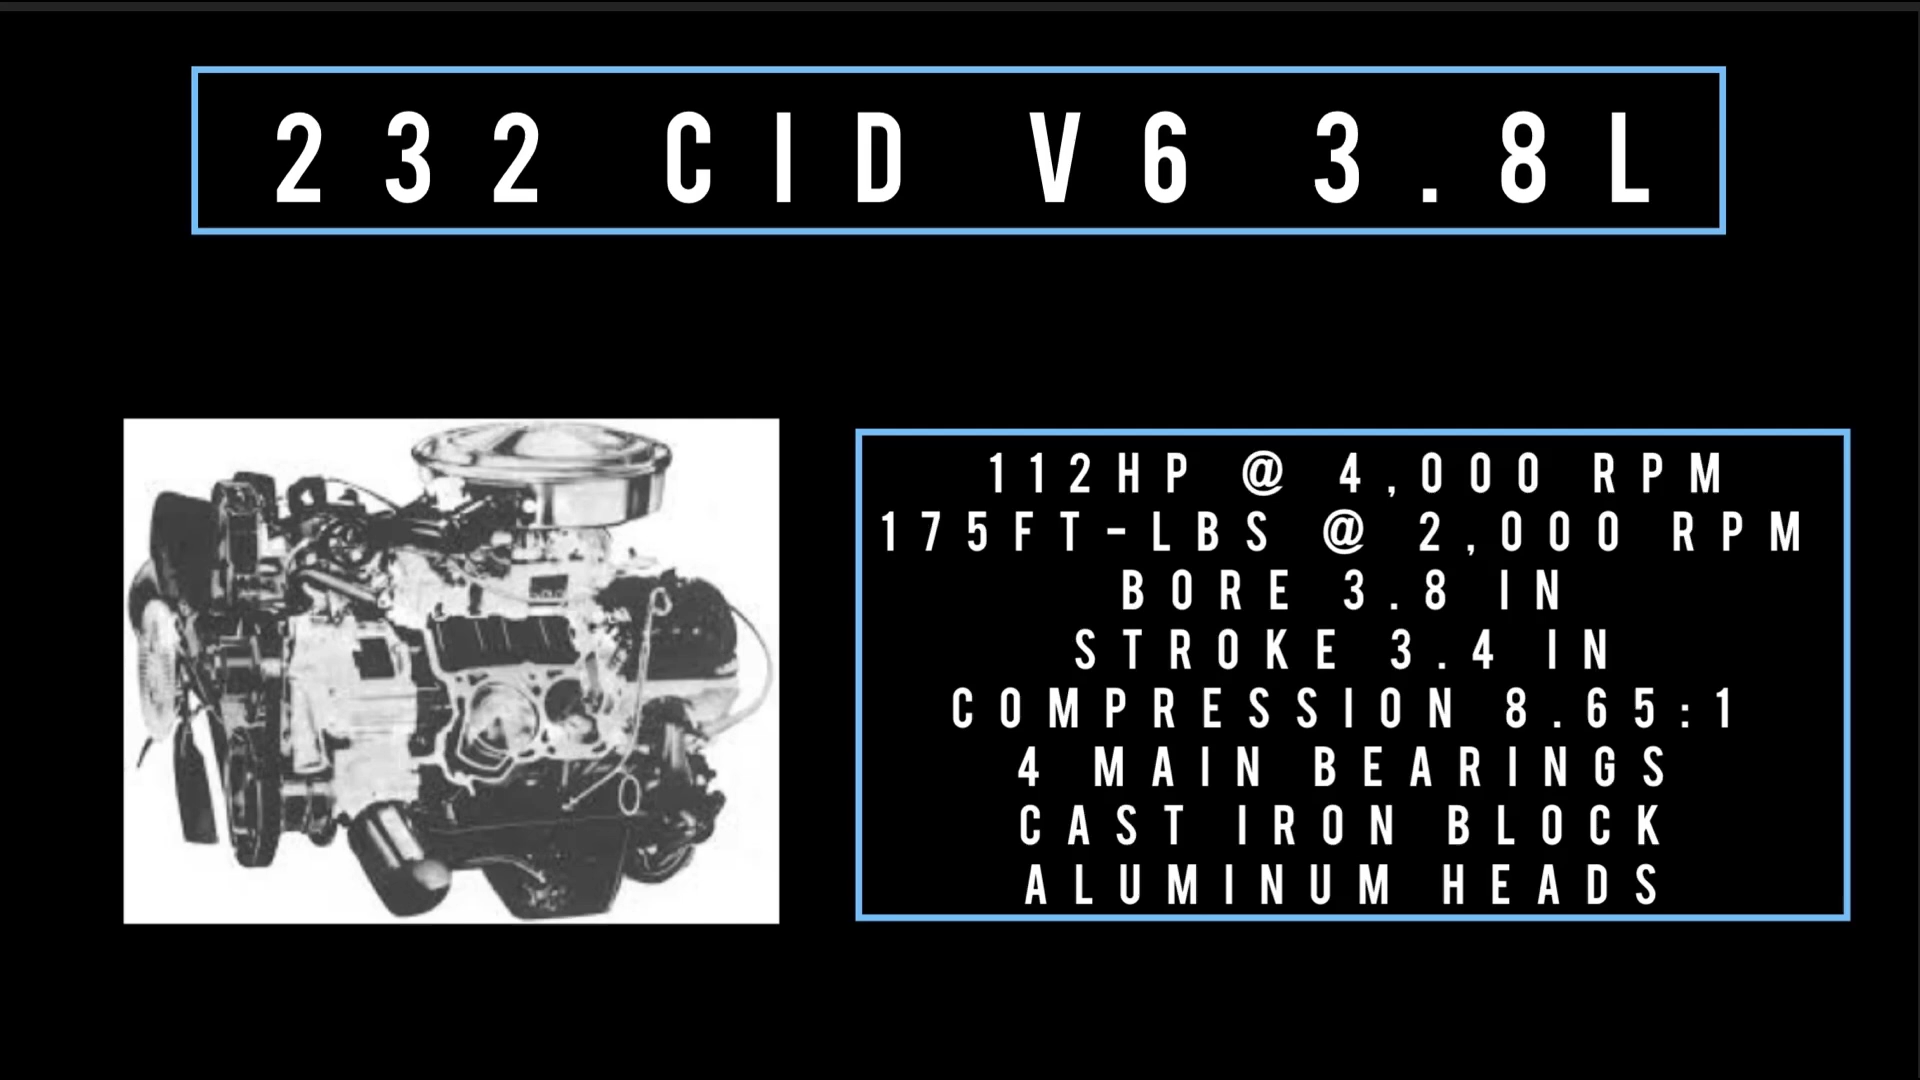 232 CID V6 3.8L
112HP @ 4,000 RPM
175FT-LBS @ 2,000 RPM
BORE 3.8 IN
STROKE 3.4 IN
COMPRESSION 8.65:1
4 MAIN BEARINGS
CAST IRON BLOCK
ALUMINUM HEADS